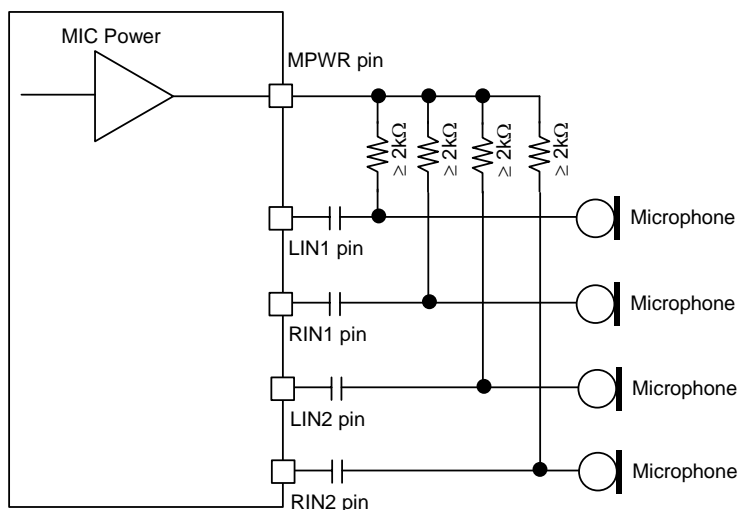 MIC Power
MPWR pin
≥ 2kΩ
≥ 2kΩ
≥ 2kΩ
≥ 2kΩ
LIN1 pin
Microphone
RIN1 pin
Microphone
LIN2 pin
Microphone
RIN2 pin
Microphone